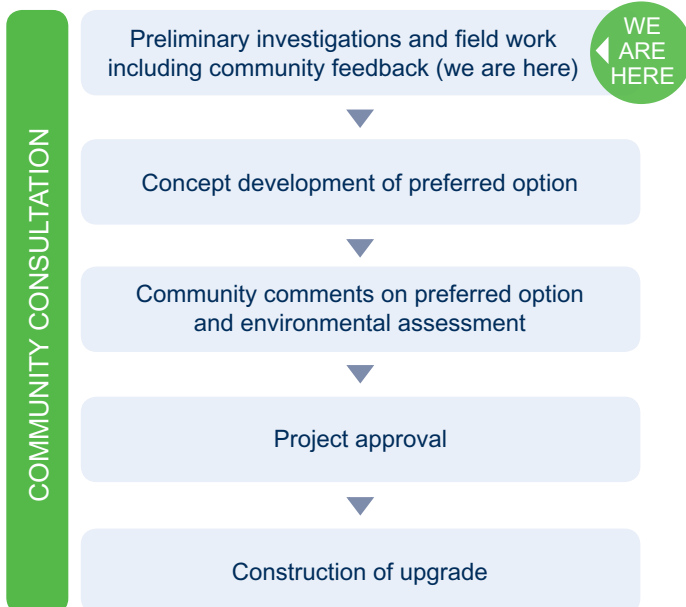 COMMUNITY CONSULTATION
Preliminary investigations and field work
including community feedback (we are here)
WE
ARE
HERE
Concept development of preferred option
Community comments on preferred option
and environmental assessment
Project approval
Construction of upgrade